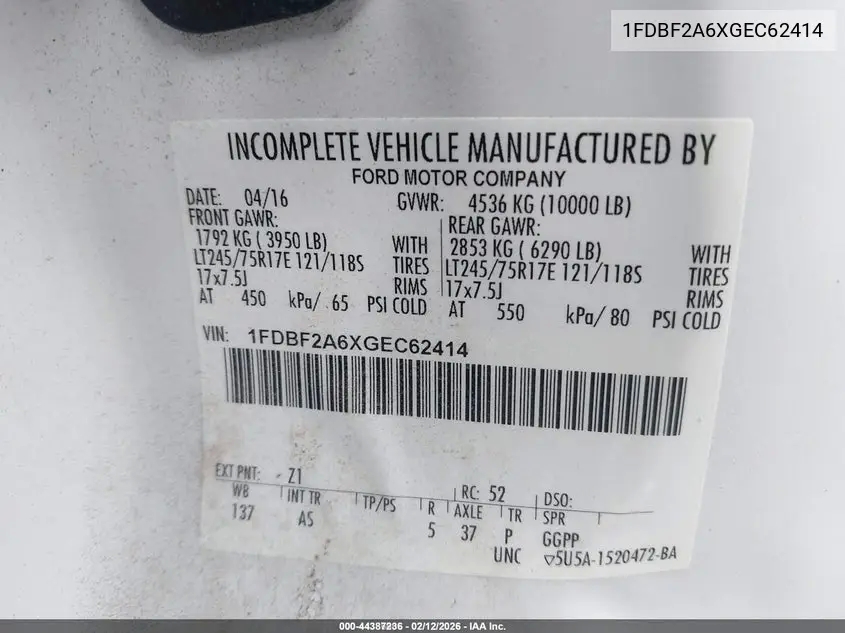 1FDBF2A6XGEC62414
INCOMPLETE VEHICLE MANUFACTURED BY
FORD MOTOR COMPANY
DATE: 04/16 GVWR: 4536 KG (10000 LB)
FRONT GAWR: REAR GAWR:
1792 KG ( 3950 LB) WITH 2853 KG ( 6290 LB) WITH
LT245/75R17E 121/118S TIRES LT245/75R17E 121/118S TIRES
17x7.5J RIMS 17x7.5J RIMS
AT 450 kPa/ 65 PSI COLD AT 550 kPa/ 80 PSI COLD
VIN: 1FDBF2A6XGEC62414
EXT PNT: Z1 RC: 52 DSO:
WB INT TR TP/PS R AXLE TR SPR
137 AS 5 37 P GGPP
UNC ▽5U5A-1520472-BA
000-44387236 - 02/12/2026 - IAA Inc.